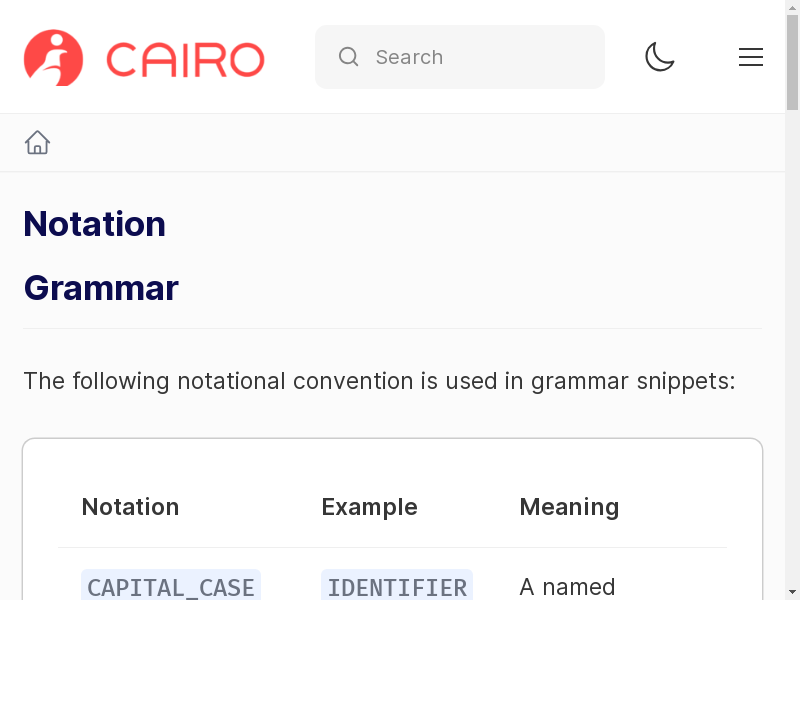 CAIRO
Search
Notation
Grammar
The following notational convention is used in grammar snippets:
Notation Example Meaning
CAPITAL_CASE IDENTIFIER A named